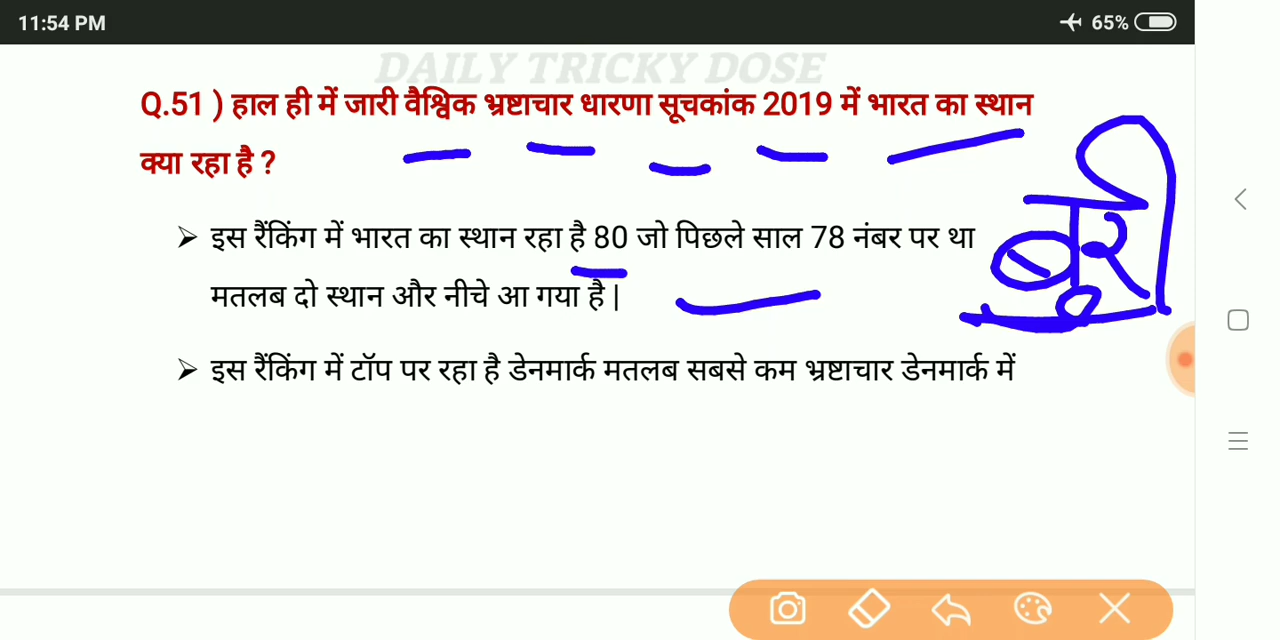 11:54 PM
65%
DAILY TRICKY DOSE
Q.51 ) हाल ही में जारी वैश्विक भ्रष्टाचार धारणा सूचकांक 2019 में भारत का स्थान
क्या रहा है ?
➢ इस रैंकिंग में भारत का स्थान रहा है 80 जो पिछले साल 78 नंबर पर था
मतलब दो स्थान और नीचे आ गया है |
बुरी
➢ इस रैंकिंग में टॉप पर रहा है डेनमार्क मतलब सबसे कम भ्रष्टाचार डेनमार्क में